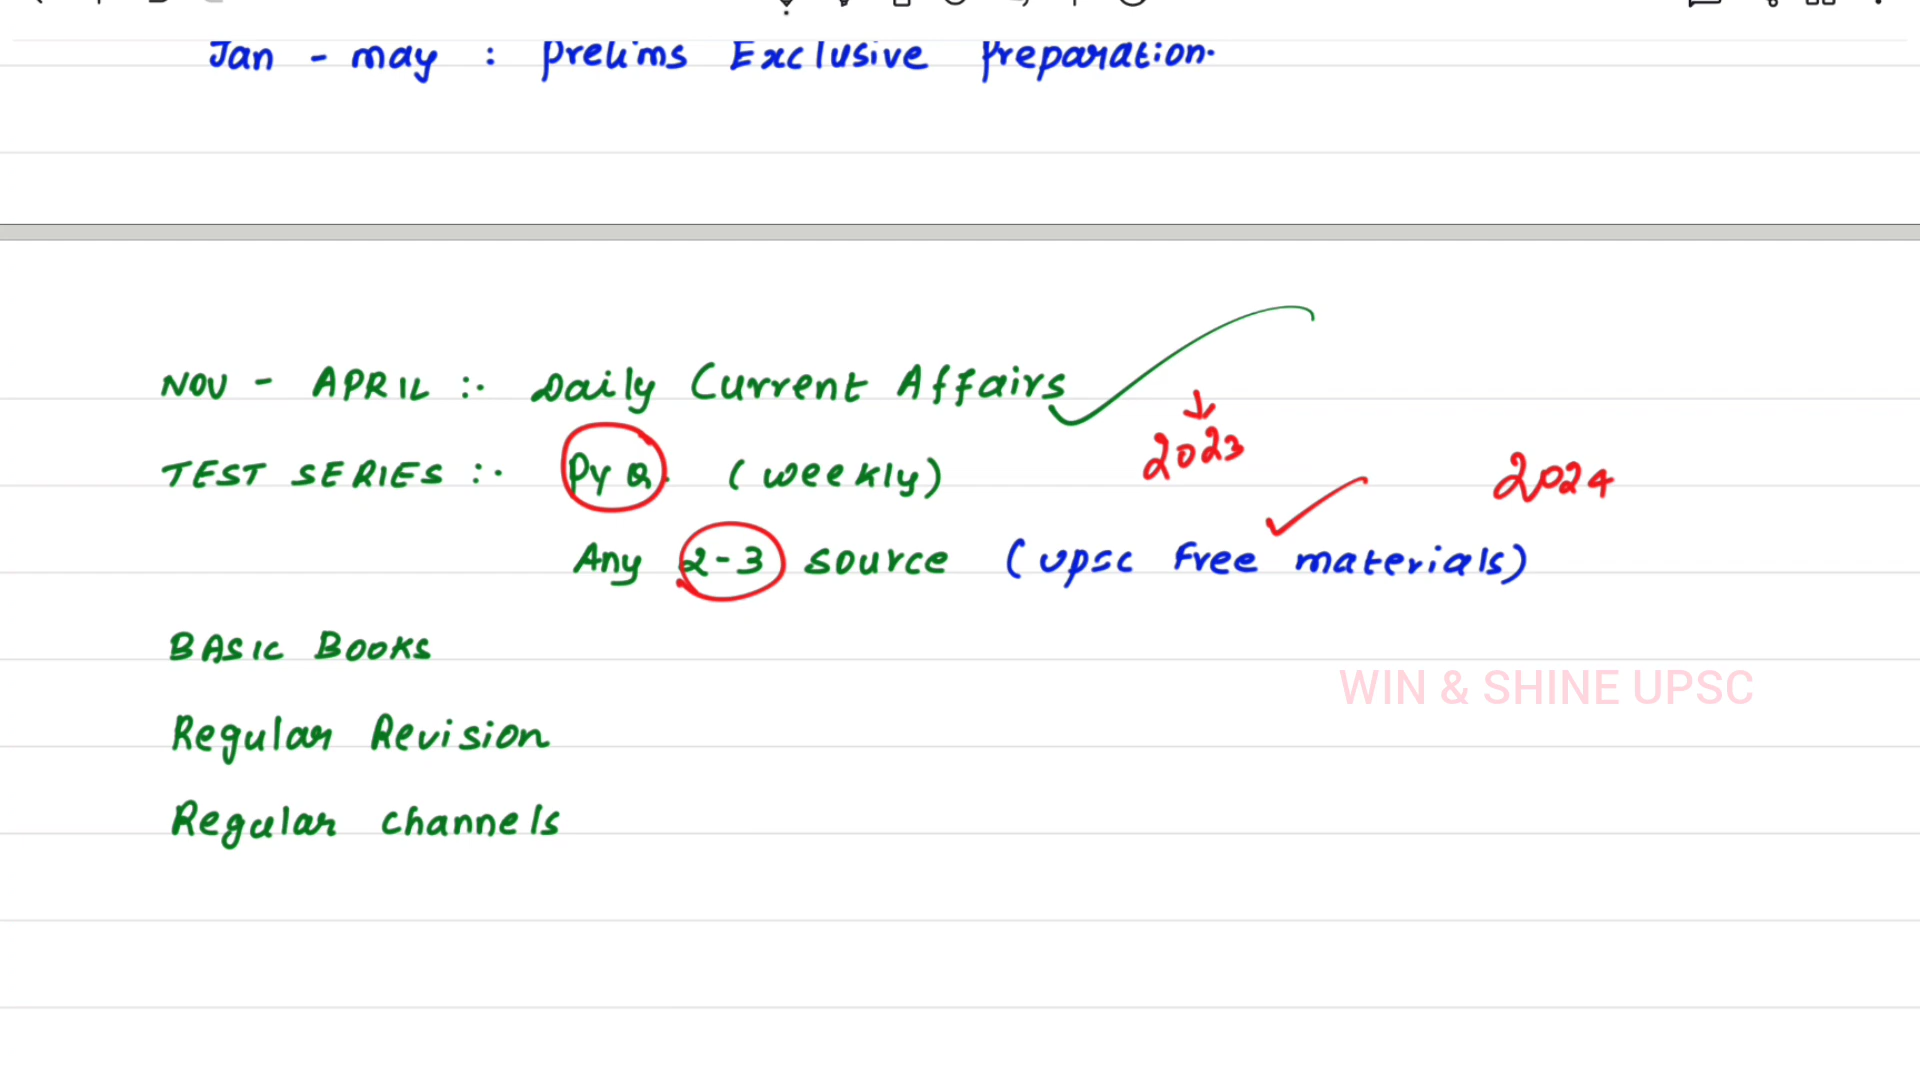 Jan - may : Prelims Exclusive Preparation.
NOV - APRIL :- Daily Current Affairs
2023
TEST SERIES :- PyQ. (weekly)
2024
Any 2-3 source (upsc Free materials)
BASIC BOOKS
WIN & SHINE UPSC
Regular Revision
Regular channels